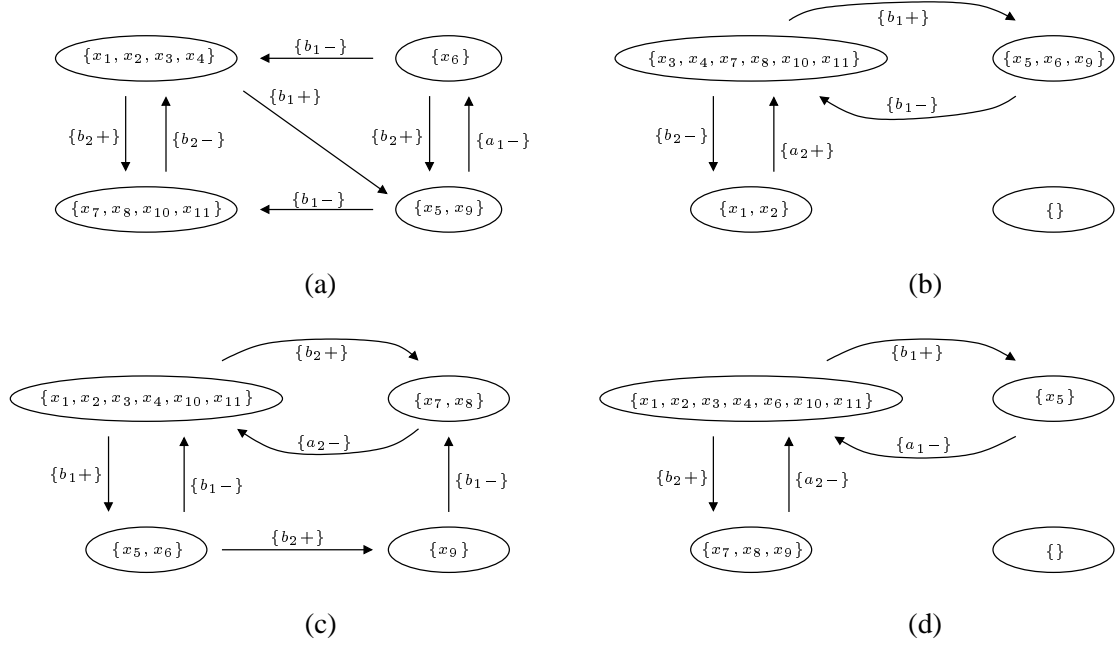 {b₁+}
{x₁, x₂, x₃, x₄} {b₁−} {x₆} {x₃, x₄, x₇, x₈, x₁₀, x₁₁} {x₅, x₆, x₉}
{b₁+} {b₁−}
{b₂+} {b₂−} {b₂+} {a₁−} {b₂−} {a₂+}
{x₇, x₈, x₁₀, x₁₁} {b₁−} {x₅, x₉} {x₁, x₂} {}
(a) (b)
{b₂+} {b₁+}
{x₁, x₂, x₃, x₄, x₁₀, x₁₁} {x₇, x₈} {x₁, x₂, x₃, x₄, x₆, x₁₀, x₁₁} {x₅}
{a₂−} {a₁−}
{b₁+} {b₁−} {b₁−} {b₂+} {a₂−}
{x₅, x₆} {b₂+} {x₉} {x₇, x₈, x₉} {}
(c) (d)